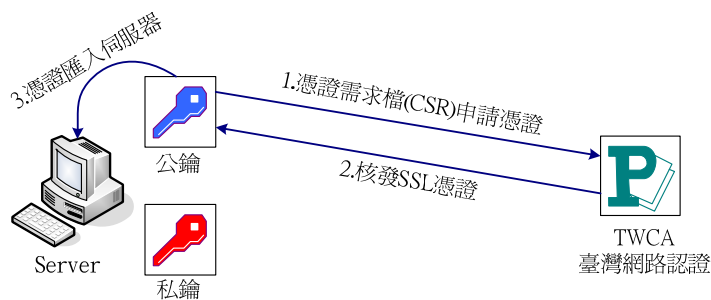 3.憑證匯入伺服器
1.憑證需求檔(CSR)申請憑證
公鑰
2.核發SSL憑證
Server
私鑰
TWCA
臺灣網路認證